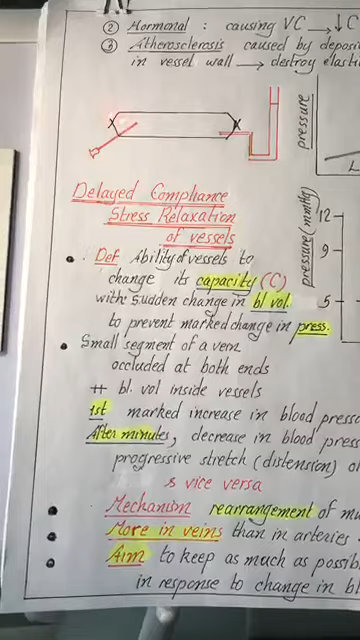 ② Hormonal : causing VC → ↓ C
③ Atherosclerosis caused by depos
in vessel wall → destroy elasti
pressure
L
Delayed Compliance
Stress Relaxation
of vessels
pressure (mmHg)
12
9
5
Def Ability of vessels to
change its capacity (C)
with sudden change in bl vol.
to prevent marked change in press.
Small segment of a vein
occluded at both ends
bl. vol inside vessels
1st marked increase in blood press
After minutes, decrease in blood press
progressive stretch (distension) o
& vice versa
Mechanism rearrangement of mu
More in veins than in arteries
Aim to keep as much as possib
in response to change in bl